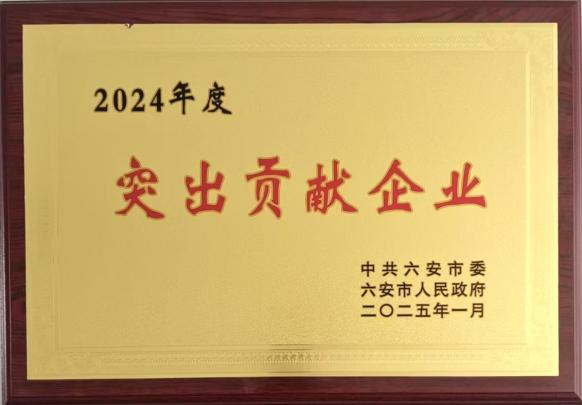 2024年度
突出贡献企业
中共六安市委
六安市人民政府
二〇二五年一月